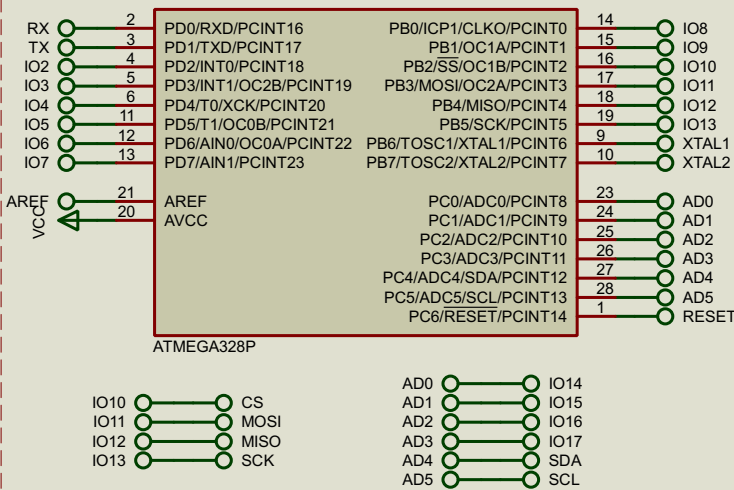 RX 2 PD0/RXD/PCINT16 PB0/ICP1/CLKO/PCINT0 14 IO8
TX 3 PD1/TXD/PCINT17 PB1/OC1A/PCINT1 15 IO9
IO2 4 PD2/INT0/PCINT18 PB2/SS/OC1B/PCINT2 16 IO10
IO3 5 PD3/INT1/OC2B/PCINT19 PB3/MOSI/OC2A/PCINT3 17 IO11
IO4 6 PD4/T0/XCK/PCINT20 PB4/MISO/PCINT4 18 IO12
IO5 11 PD5/T1/OC0B/PCINT21 PB5/SCK/PCINT5 19 IO13
IO6 12 PD6/AIN0/OC0A/PCINT22 PB6/TOSC1/XTAL1/PCINT6 9 XTAL1
IO7 13 PD7/AIN1/PCINT23 PB7/TOSC2/XTAL2/PCINT7 10 XTAL2
AREF 21 AREF PC0/ADC0/PCINT8 23 AD0
VCC 20 AVCC PC1/ADC1/PCINT9 24 AD1
PC2/ADC2/PCINT10 25 AD2
PC3/ADC3/PCINT11 26 AD3
PC4/ADC4/SDA/PCINT12 27 AD4
PC5/ADC5/SCL/PCINT13 28 AD5
PC6/RESET/PCINT14 1 RESET
ATMEGA328P
AD0 IO14
IO10 CS AD1 IO15
IO11 MOSI AD2 IO16
IO12 MISO AD3 IO17
IO13 SCK AD4 SDA
AD5 SCL